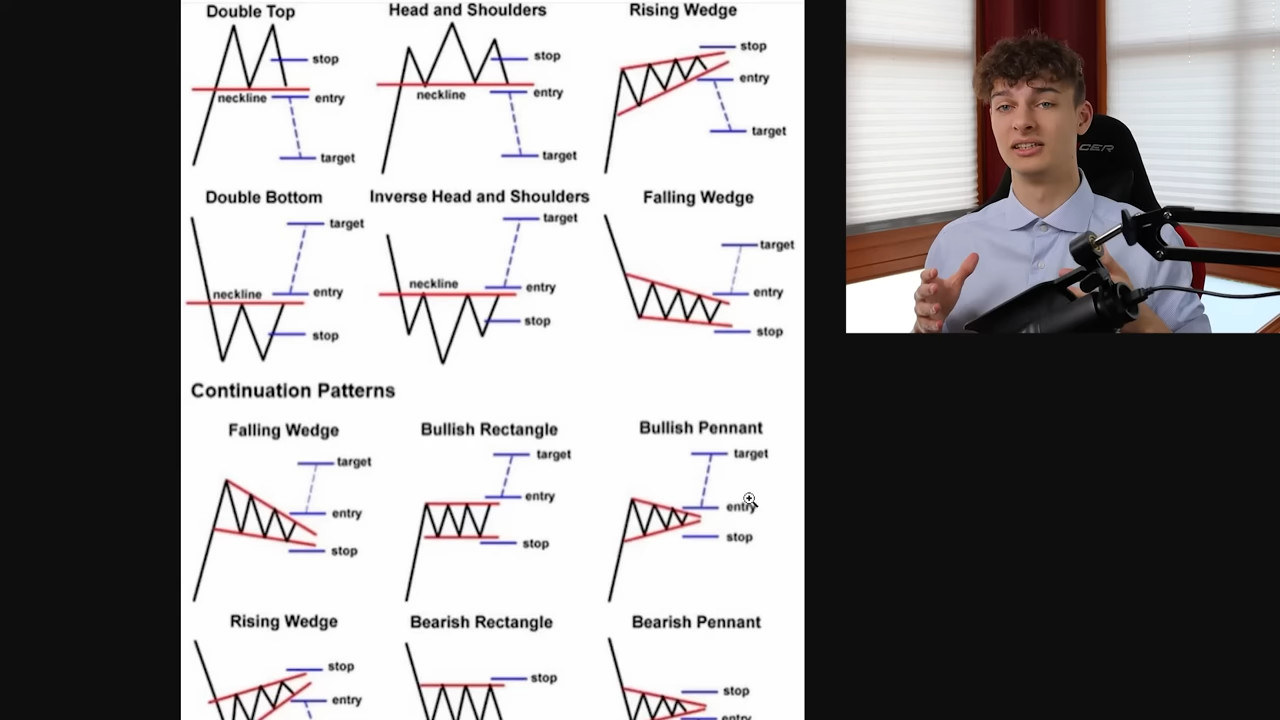 Double Top
Head and Shoulders
Rising Wedge
stop
neckline
entry
target
stop
neckline
entry
target
stop
entry
target
Double Bottom
Inverse Head and Shoulders
Falling Wedge
target
neckline
entry
stop
target
neckline
entry
stop
target
entry
stop
Continuation Patterns
Falling Wedge
Bullish Rectangle
Bullish Pennant
target
entry
stop
target
entry
stop
target
entry
stop
Rising Wedge
Bearish Rectangle
Bearish Pennant
stop
entry
stop
stop
entry
CER